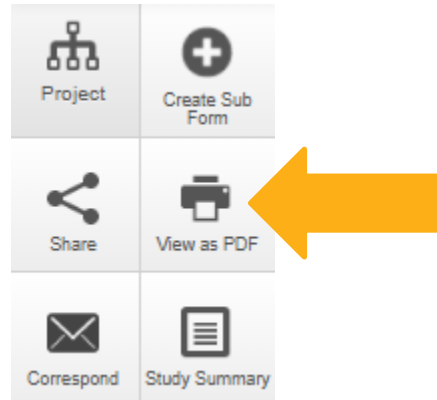 Project
Create Sub
Form
Share
View as PDF
Correspond
Study Summary